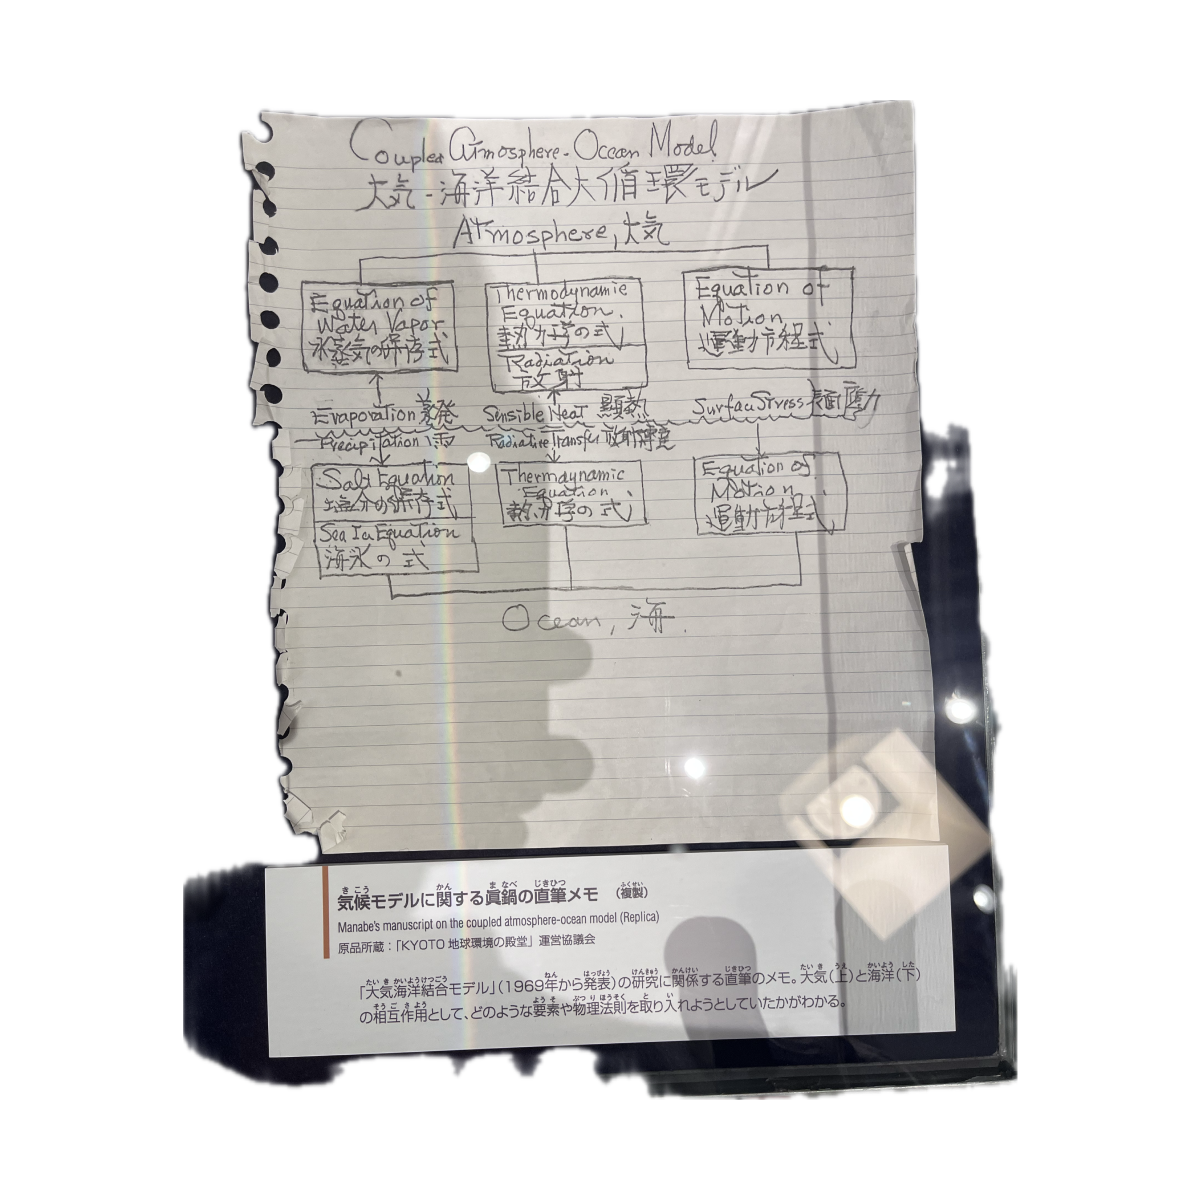 Coupled Atmosphere-Ocean Model
大気-海洋結合大循環モデル
Atmosphere, 大気
Equation of
Water Vapor
水蒸気の保存式
Thermodynamic
Equation.
熱力学の式
Radiation
放射
Equation of
Motion
運動方程式
Evaporation 蒸発
Sensible Heat 顕熱
Surface Stress 表面応力
Precipitation 雨
Radiative Transfer 放射伝達
Salt Equation
塩分の保存式
Sea Ice Equation
海氷の式
Thermodynamic
Equation
熱力学の式
Equation of
Motion
運動方程式
Ocean, 海.
気候モデルに関する眞鍋の直筆メモ (複製)
Manabe's manuscript on the coupled atmosphere-ocean model (Replica)
原品所蔵:「KYOTO 地球環境の殿堂」運営協議会
「大気海洋結合モデル」(1969年から発表)の研究に関係する直筆のメモ。大気(上)と海洋(下)
の相互作用として、どのような要素や物理法則を取り入れようとしていたかがわかる。